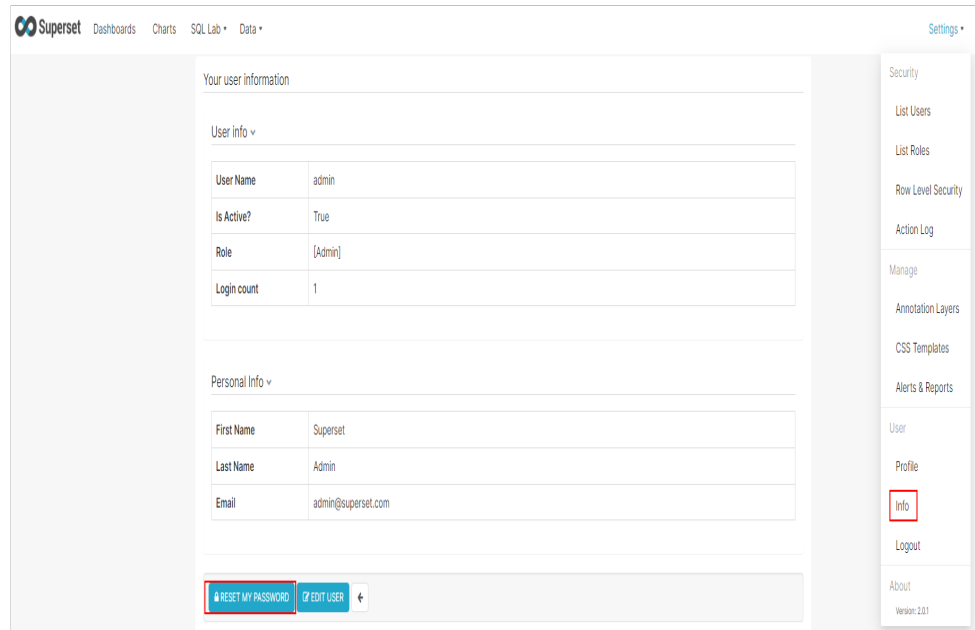 Superset Dashboards Charts SQL Lab Data Settings
Your user information
User info
User Name admin
Is Active? True
Role [Admin]
Login count 1
Personal Info
First Name Superset
Last Name Admin
Email admin@superset.com
RESET MY PASSWORD EDIT USER
Security
List Users
List Roles
Row Level Security
Action Log
Manage
Annotation Layers
CSS Templates
Alerts & Reports
User
Profile
Info
Logout
About
Version: 2.0.1